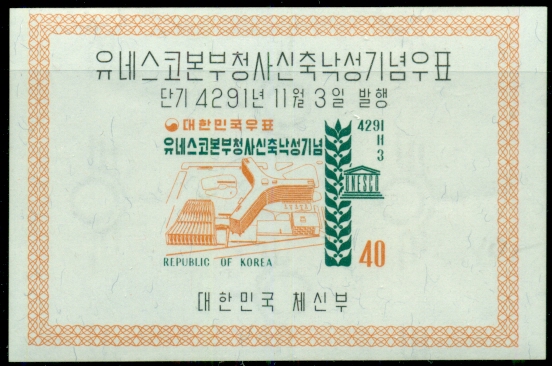 유네스코본부청사신축낙성기념우표
단기 4291년 11월 3일 발행
대한민국우표
유네스코본부청사신축낙성기념
4291
11
3
UNESCO
40
REPUBLIC OF KOREA
대한민국 체신부